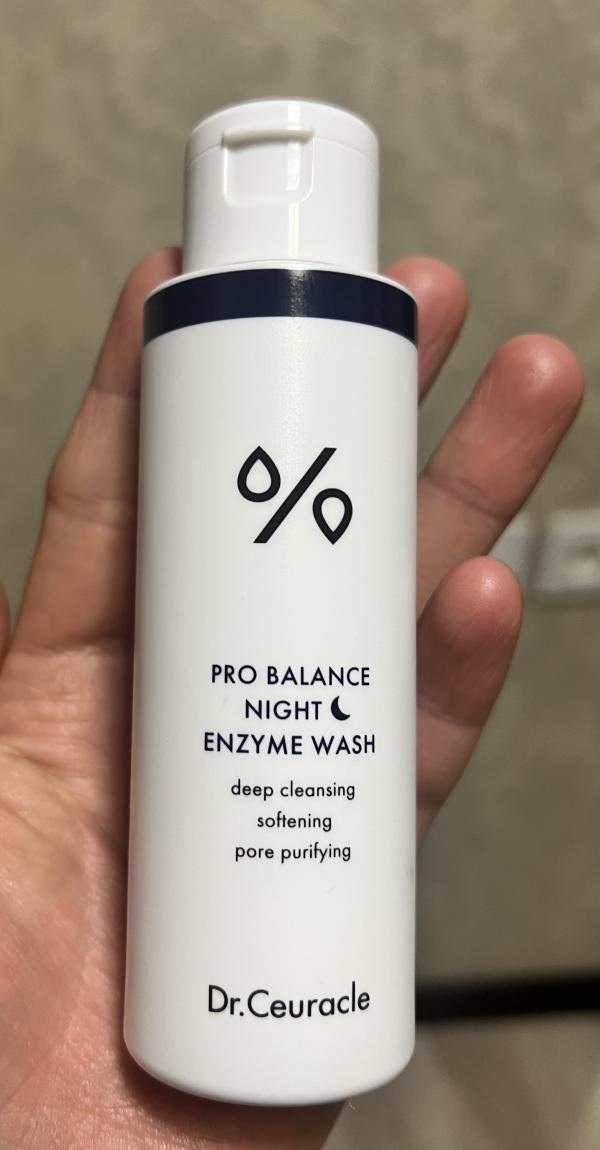 %
PRO BALANCE
NIGHT
ENZYME WASH
deep cleansing
softening
pore purifying
Dr.Ceuracle